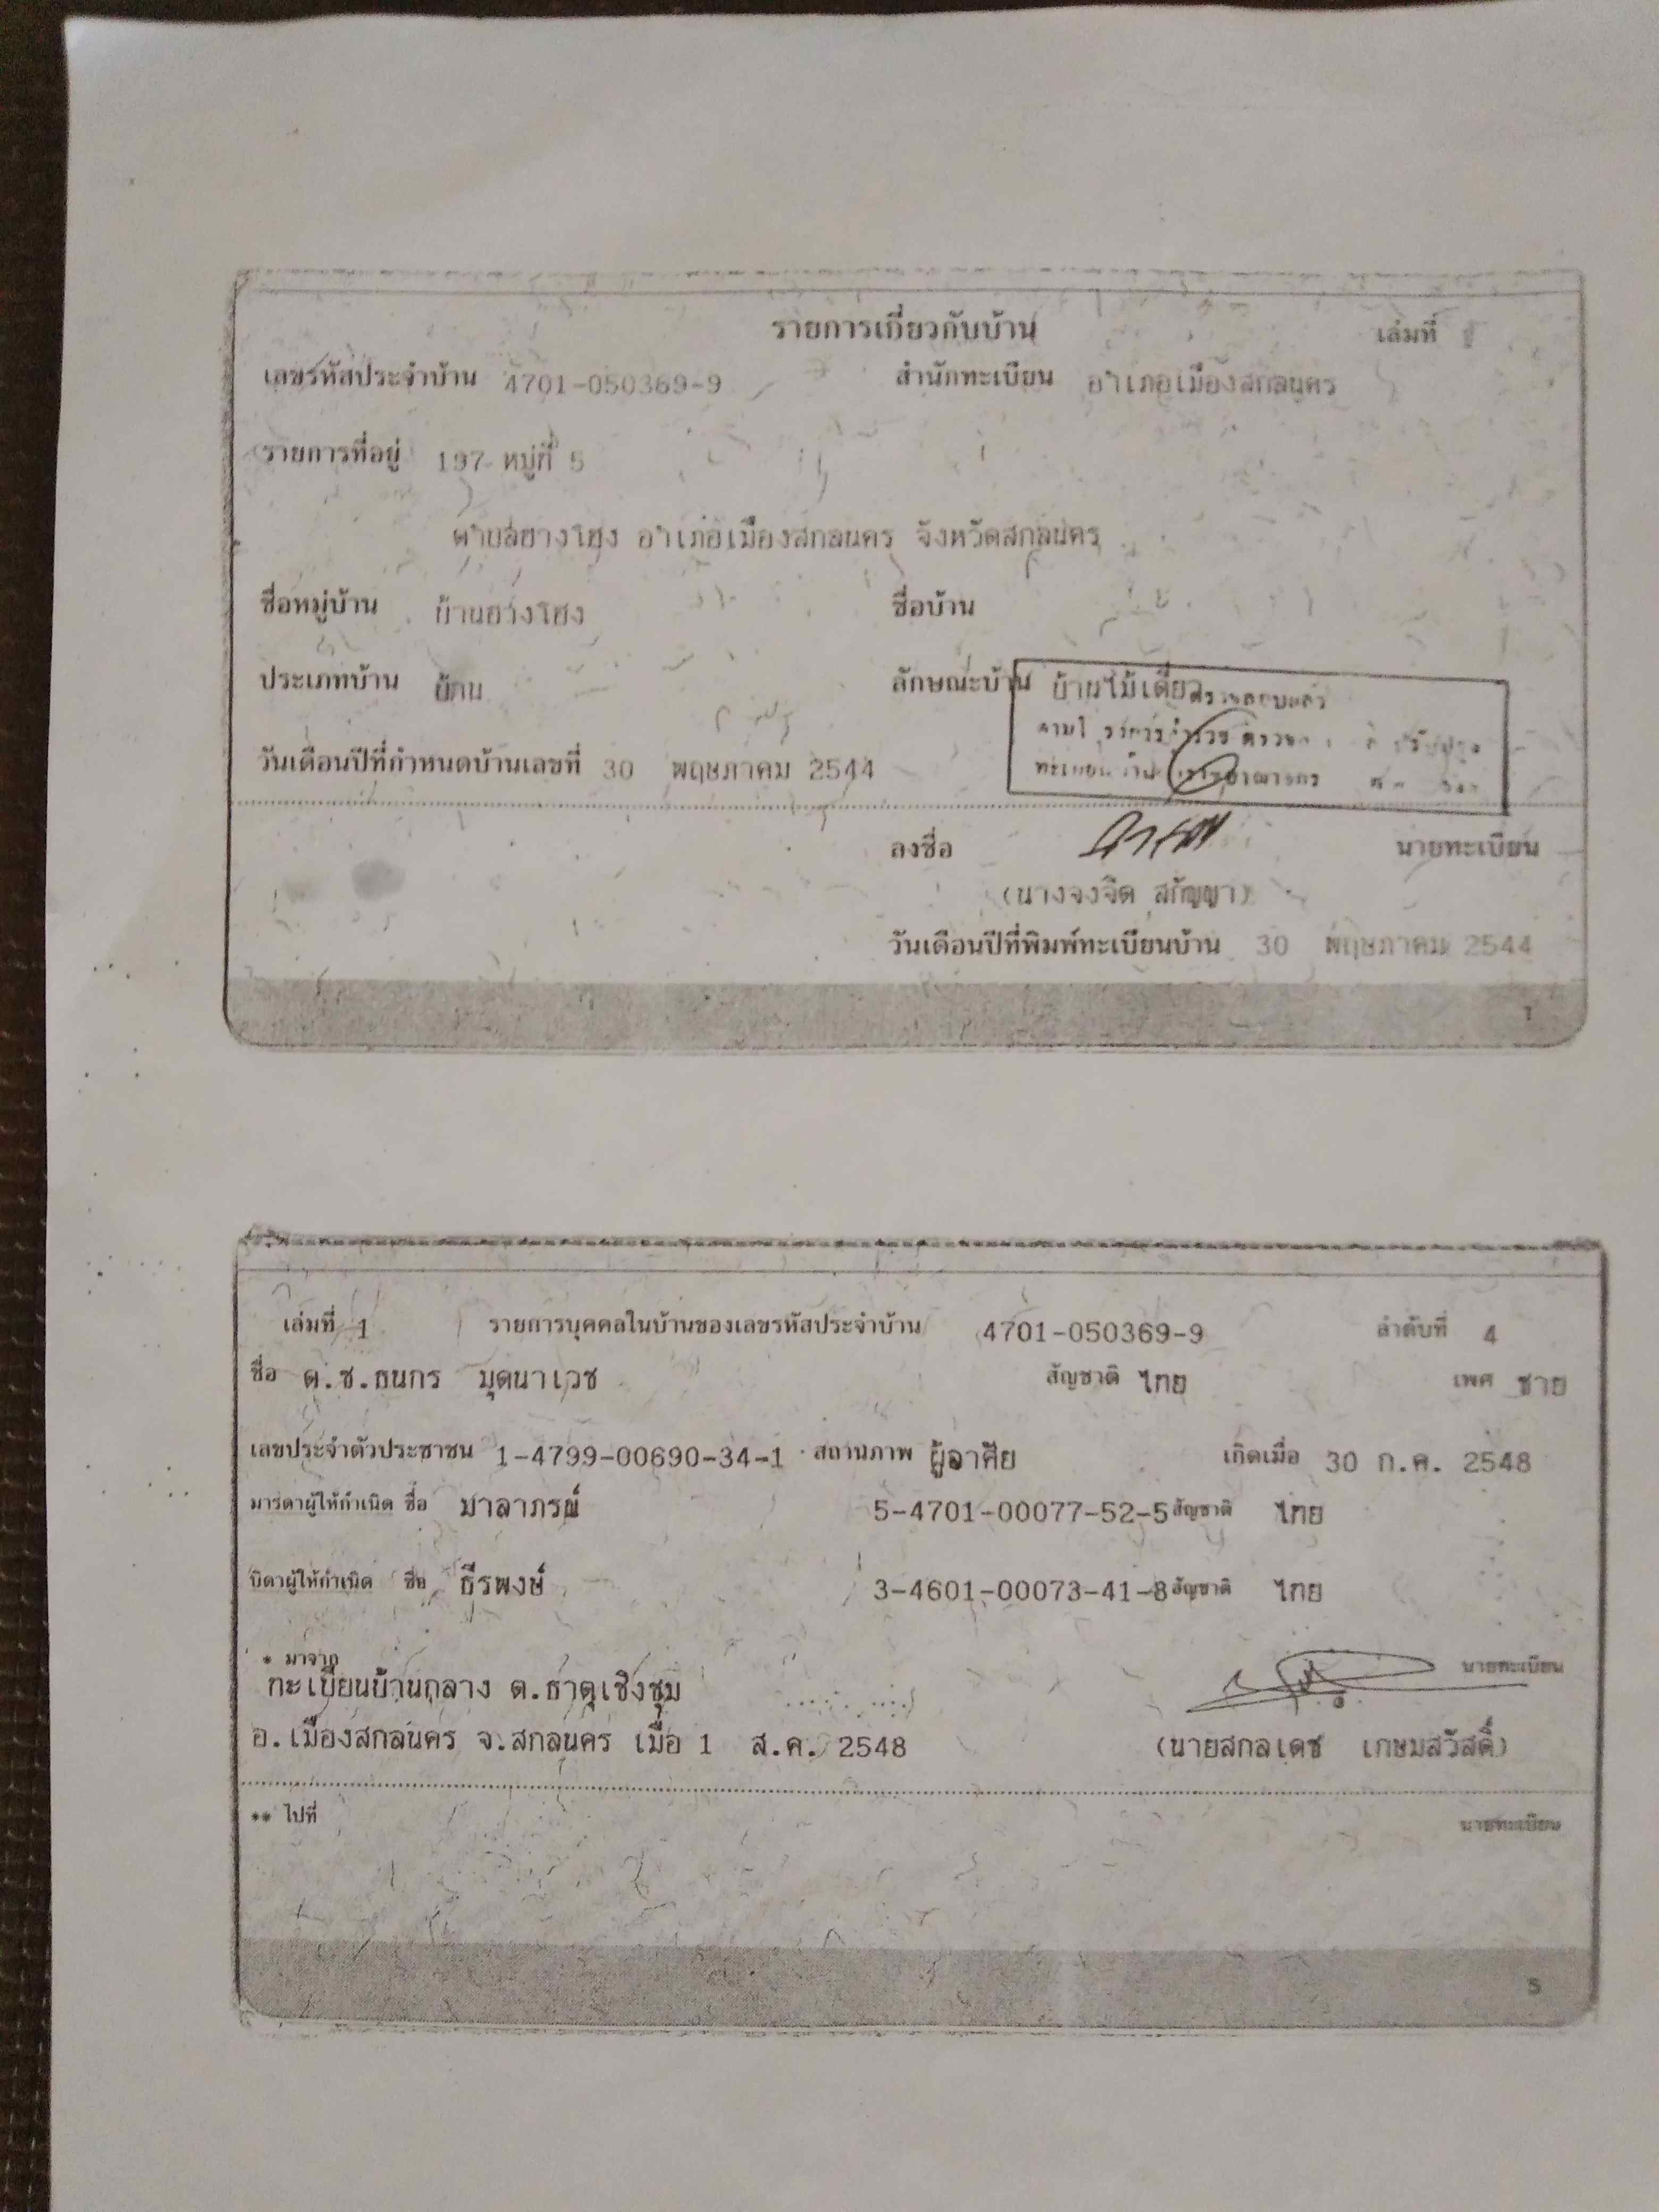 รายการเกี่ยวกับบ้าน เล่มที่
เลขรหัสประจำบ้าน 4701-050369-9 สำนักทะเบียน อำเภอเมืองสกลนคร
รายการที่อยู่ 197 หมู่ที่ 5
ตำบลฮางโฮง อำเภอเมืองสกลนคร จังหวัดสกลนคร
ชื่อหมู่บ้าน บ้านฮางโฮง ชื่อบ้าน
ประเภทบ้าน บ้าน ลักษณะบ้าน บ้านไม้เดี่ยว
ตรวจสอบแล้ว
วันเดือนปีที่กำหนดบ้านเลขที่ 30 พฤษภาคม 2544
ลงชื่อ นายทะเบียน
(นางจงจิต สกัญญา)
วันเดือนปีที่พิมพ์ทะเบียนบ้าน 30 พฤษภาคม 2544
1
เล่มที่ 1 รายการบุคคลในบ้านของเลขรหัสประจำบ้าน 4701-050369-9 ลำดับที่ 4
ชื่อ ด.ช.ธนกร มุดนาเวช สัญชาติ ไทย เพศ ชาย
เลขประจำตัวประชาชน 1-4799-00690-34-1 สถานภาพ ผู้อาศัย เกิดเมื่อ 30 ก.ค. 2548
มารดาผู้ให้กำเนิด ชื่อ มาลาภรณ์ 5-4701-00077-52-5 สัญชาติ ไทย
บิดาผู้ให้กำเนิด ชื่อ ธีรพงษ์ 3-4601-00073-41-8 สัญชาติ ไทย
* มาจาก นายทะเบียน
ทะเบียนบ้านกลาง ต.ธาตุเชิงชุม
อ.เมืองสกลนคร จ.สกลนคร เมื่อ 1 ส.ค. 2548 (นายสกลเดช เกษมสวัสดิ์)
** ไปที่ นายทะเบียน
5